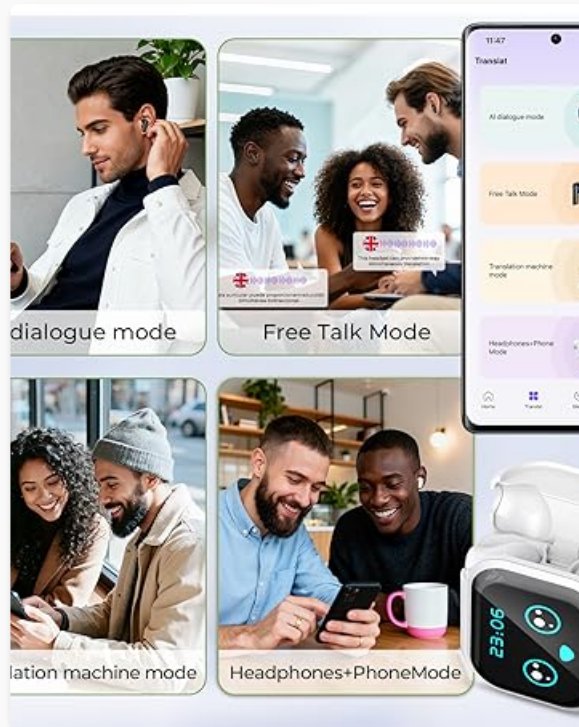 dialogue mode
Free Talk Mode
lation machine mode
Headphones+PhoneMode
11:47
Translat
AI dialogue mode
Free Talk Mode
Translation machine
mode
Headphones+Phone
Mode
Home
Translat
23:06